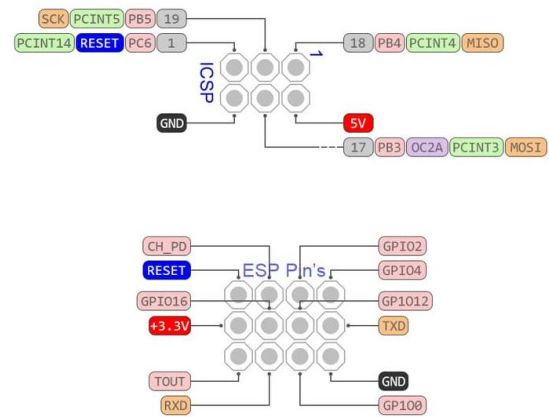 SCK PCINT5 PB5 19
PCINT14 RESET PC6 1
18 PB4 PCINT4 MISO
1
ICSP
GND
5V
17 PB3 OC2A PCINT3 MOSI
CH_PD
GPIO2
ESP Pin's
RESET
GPIO4
GPIO16
GPIO12
+3.3V
TXD
TOUT
GND
RXD
GP1O0